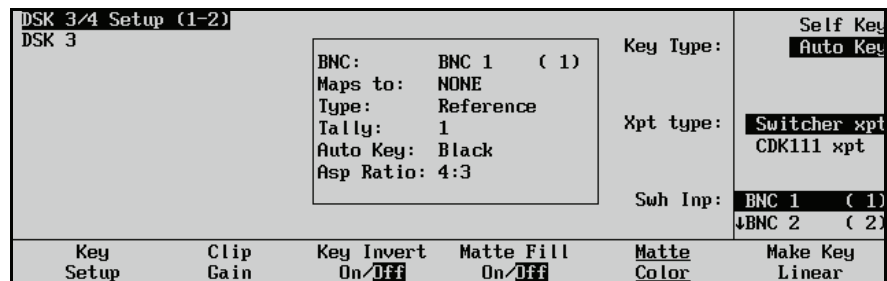 DSK 3/4 Setup (1-2)
DSK 3
BNC: BNC 1 ( 1)
Maps to: NONE
Type: Reference
Tally: 1
Auto Key: Black
Asp Ratio: 4:3
Key Type:
Self Key
Auto Key
Xpt type:
Switcher xpt
CDK111 xpt
Swh Inp:
BNC 1 ( 1)
↓BNC 2 ( 2)
Key Setup
Clip Gain
Key Invert
On/Off
Matte Fill
On/Off
Matte Color
Make Key Linear